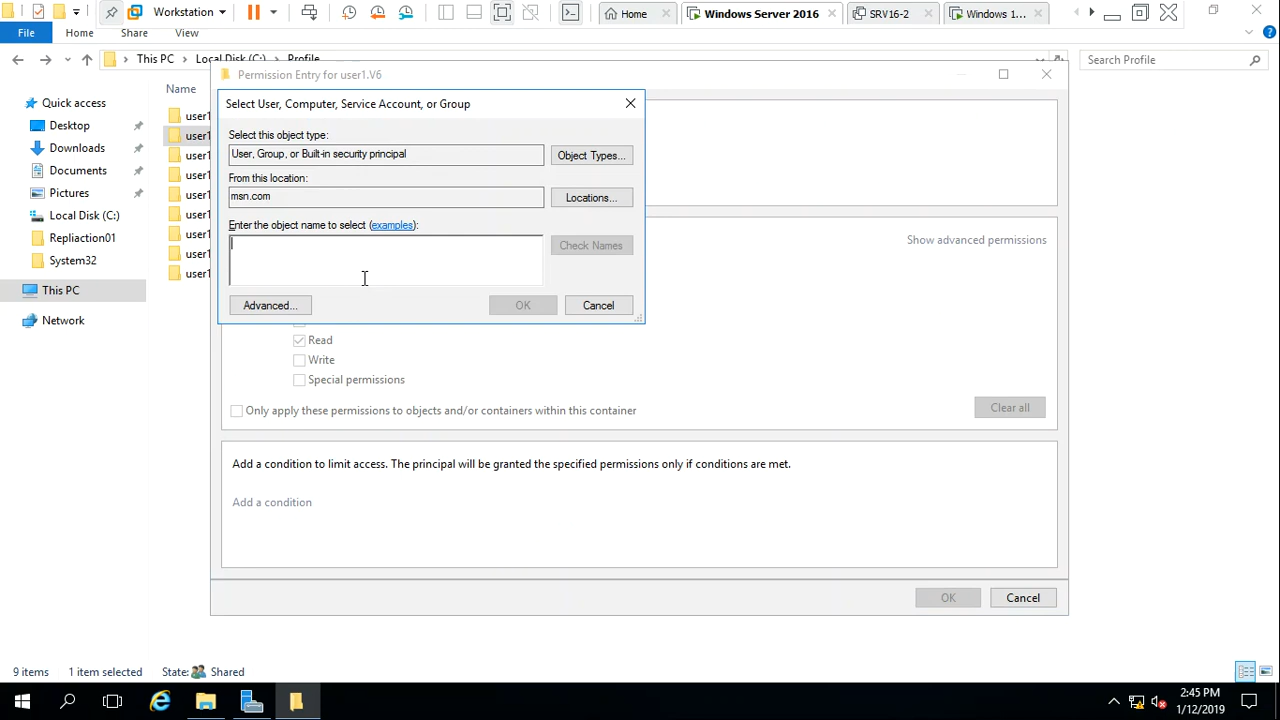 Workstation
Home
Windows Server 2016
SRV16-2
Windows 1...
File
Home
Share
View
This PC
Local Disk (C:)
Profile
Search Profile
Permission Entry for user1.V6
Name
Quick access
Desktop
Downloads
Documents
Pictures
Local Disk (C:)
Repliaction01
System32
This PC
Network
user1
user1
user1
user1
user1
user1
user1
user1
user1
Select User, Computer, Service Account, or Group
Select this object type:
User, Group, or Built-in security principal
Object Types...
From this location:
msn.com
Locations...
Enter the object name to select (examples):
Check Names
Advanced...
OK
Cancel
Show advanced permissions
Read
Write
Special permissions
Only apply these permissions to objects and/or containers within this container
Clear all
Add a condition to limit access. The principal will be granted the specified permissions only if conditions are met.
Add a condition
OK
Cancel
9 items
1 item selected
State:
Shared
2:45 PM
1/12/2019